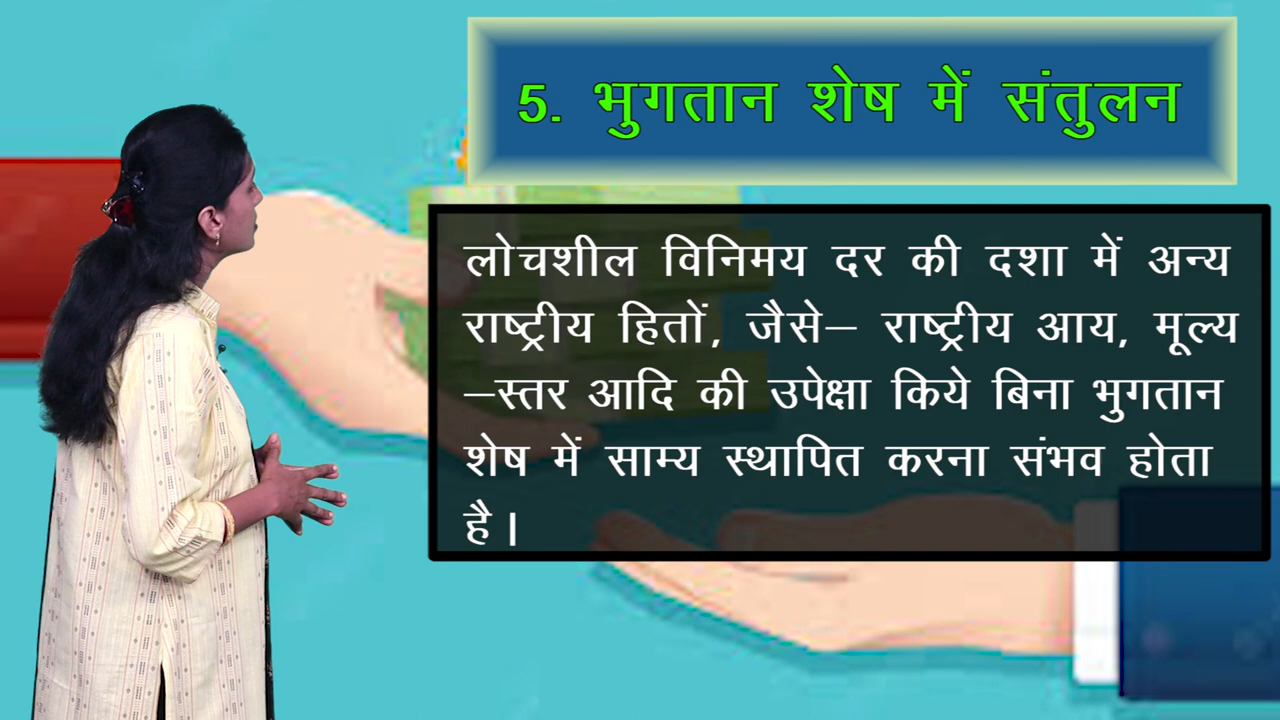 5. भुगतान शेष में संतुलन
लोचशील विनिमय दर की दशा में अन्य
राष्ट्रीय हितों, जैसे– राष्ट्रीय आय, मूल्य
–स्तर आदि की उपेक्षा किये बिना भुगतान
शेष में साम्य स्थापित करना संभव होता
है।